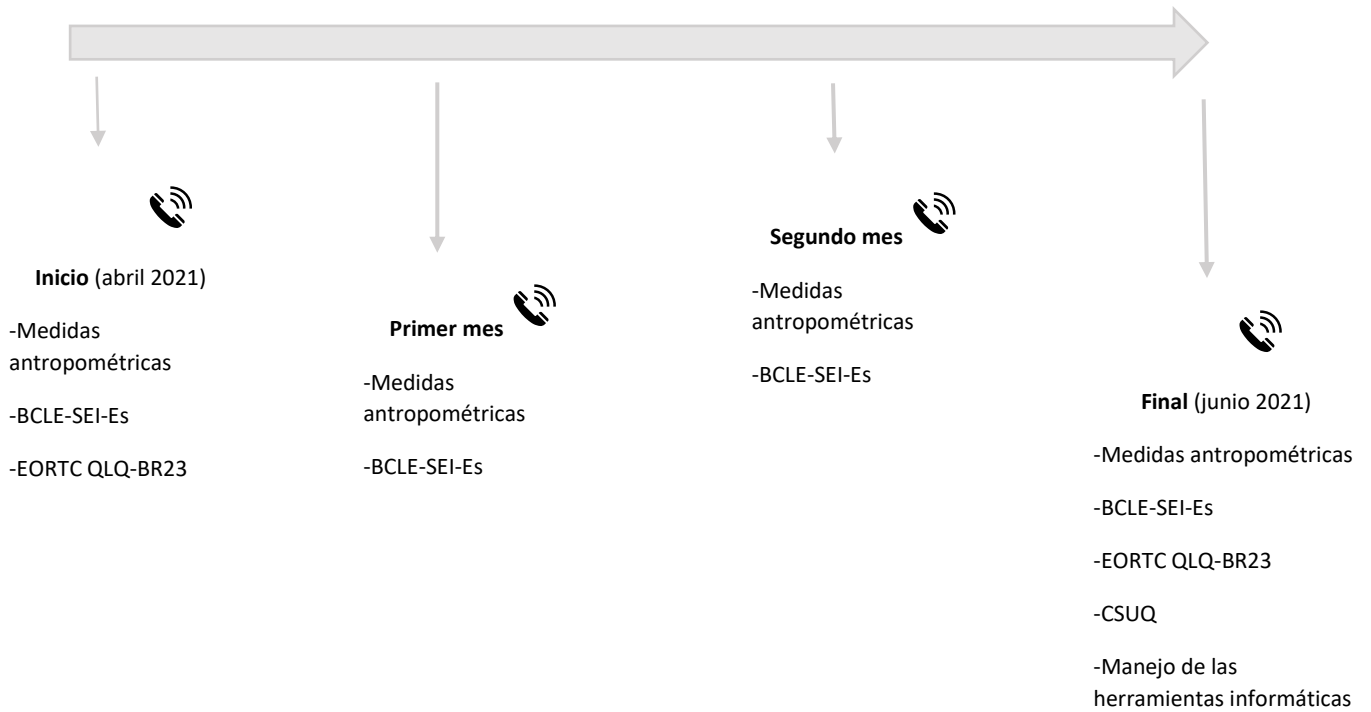 Inicio (abril 2021)
-Medidas
antropométricas
-BCLE-SEI-Es
-EORTC QLQ-BR23
Primer mes
-Medidas
antropométricas
-BCLE-SEI-Es
Segundo mes
-Medidas
antropométricas
-BCLE-SEI-Es
Final (junio 2021)
-Medidas antropométricas
-BCLE-SEI-Es
-EORTC QLQ-BR23
-CSUQ
-Manejo de las
herramientas informáticas